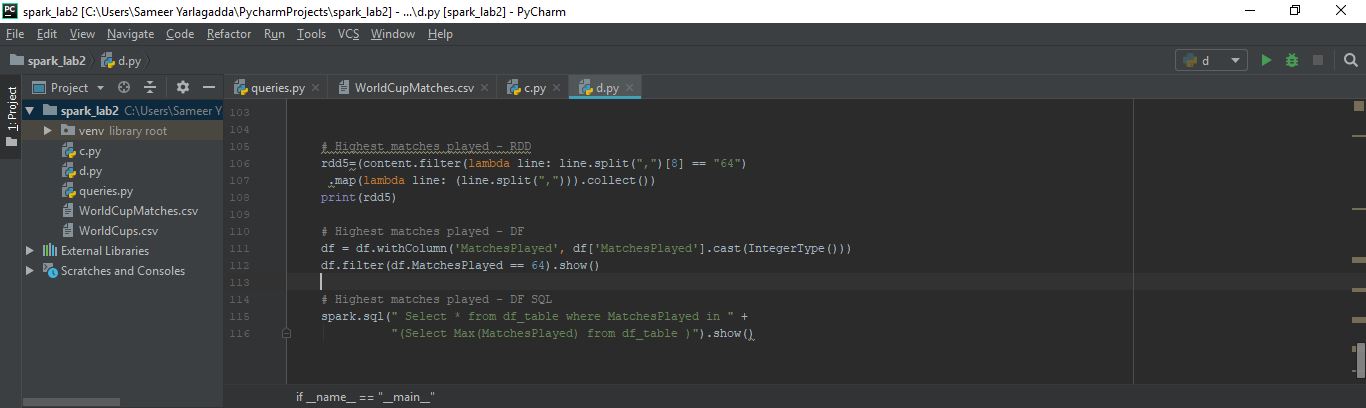 PC spark_lab2 [C:\Users\Sameer Yarlagadda\PycharmProjects\spark_lab2] - ...\d.py [spark_lab2] - PyCharm
File Edit View Navigate Code Refactor Run Tools VCS Window Help
spark_lab2 d.py d
1: Project
Project
queries.py WorldCupMatches.csv c.py d.py
spark_lab2 C:\Users\Sameer Y
venv library root
c.py
d.py
queries.py
WorldCupMatches.csv
WorldCups.csv
External Libraries
Scratches and Consoles
103
104
105 # Highest matches played - RDD
106 rdd5=(content.filter(lambda line: line.split(",")[8] == "64")
107 .map(lambda line: (line.split(","))).collect())
108 print(rdd5)
109
110 # Highest matches played - DF
111 df = df.withColumn('MatchesPlayed', df['MatchesPlayed'].cast(IntegerType()))
112 df.filter(df.MatchesPlayed == 64).show()
113
114 # Highest matches played - DF SQL
115 spark.sql(" Select * from df_table where MatchesPlayed in " +
116 "(Select Max(MatchesPlayed) from df_table )").show()
if __name__ == "__main__"